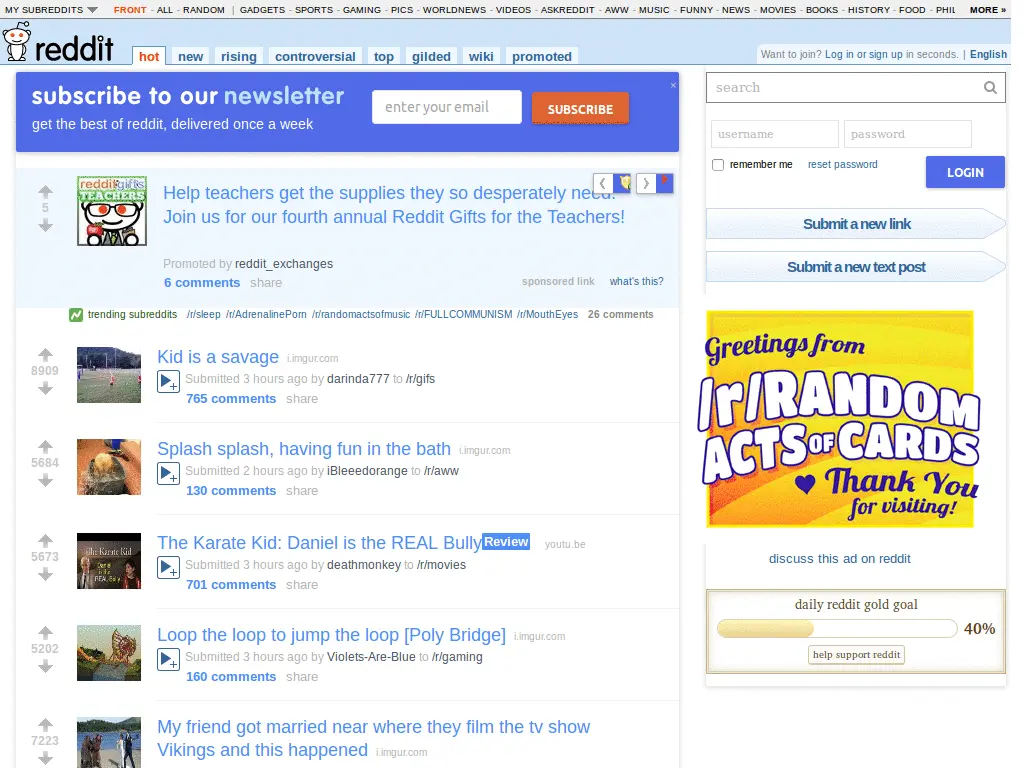 MY SUBREDDITS FRONT - ALL - RANDOM | GADGETS - SPORTS - GAMING - PICS - WORLDNEWS - VIDEOS - ASKREDDIT - AWW - MUSIC - FUNNY - NEWS - MOVIES - BOOKS - HISTORY - FOOD - PHIL MORE »
reddit hot new rising controversial top gilded wiki promoted
Want to join? Log in or sign up in seconds. | English
subscribe to our newsletter
get the best of reddit, delivered once a week
enter your email
SUBSCRIBE
×
search
username password
remember me reset password
LOGIN
Submit a new link
Submit a new text post
redditgifts
TEACHERS
5
Help teachers get the supplies they so desperately need!
Join us for our fourth annual Reddit Gifts for the Teachers!
Promoted by reddit_exchanges
6 comments share
sponsored link what's this?
trending subreddits /r/sleep /r/AdrenalinePorn /r/randomactsofmusic /r/FULLCOMMUNISM /r/MouthEyes 26 comments
8909
Kid is a savage i.imgur.com
Submitted 3 hours ago by darinda777 to /r/gifs
765 comments share
5684
Splash splash, having fun in the bath i.imgur.com
Submitted 2 hours ago by iBleeedorange to /r/aww
130 comments share
5673
The Karate Kid
Daniel
is the
REAL Bully
The Karate Kid: Daniel is the REAL Bully Review youtu.be
Submitted 3 hours ago by deathmonkey to /r/movies
701 comments share
5202
Loop the loop to jump the loop [Poly Bridge] i.imgur.com
Submitted 3 hours ago by Violets-Are-Blue to /r/gaming
160 comments share
7223
My friend got married near where they film the tv show
Vikings and this happened i.imgur.com
Greetings from
/r/RANDOM
ACTS OF CARDS
Thank You
for visiting!
discuss this ad on reddit
daily reddit gold goal
40%
help support reddit